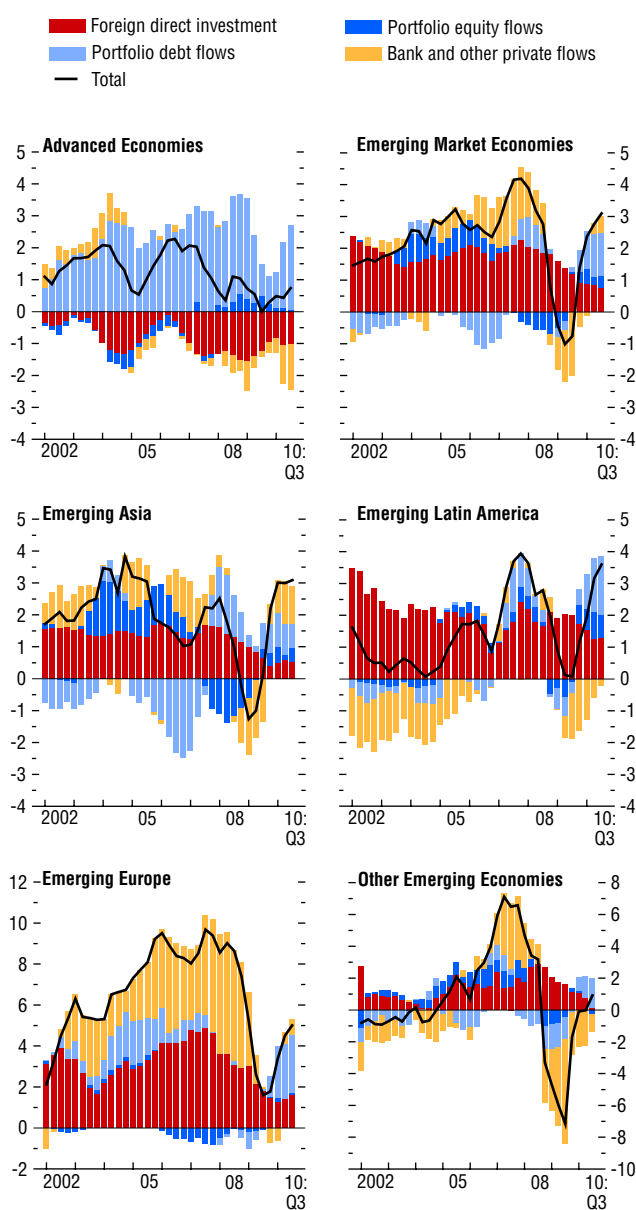 Foreign direct investment
Portfolio equity flows
Portfolio debt flows
Bank and other private flows
Total
Advanced Economies
5
4
3
2
1
0
-1
-2
-3
-4
2002 05 08 10:
Q3
Emerging Market Economies
5
4
3
2
1
0
-1
-2
-3
-4
2002 05 08 10:
Q3
Emerging Asia
5
4
3
2
1
0
-1
-2
-3
-4
2002 05 08 10:
Q3
Emerging Latin America
5
4
3
2
1
0
-1
-2
-3
-4
2002 05 08 10:
Q3
Emerging Europe
12
10
8
6
4
2
0
-2
2002 05 08 10:
Q3
Other Emerging Economies
8
6
4
2
0
-2
-4
-6
-8
-10
2002 05 08 10:
Q3